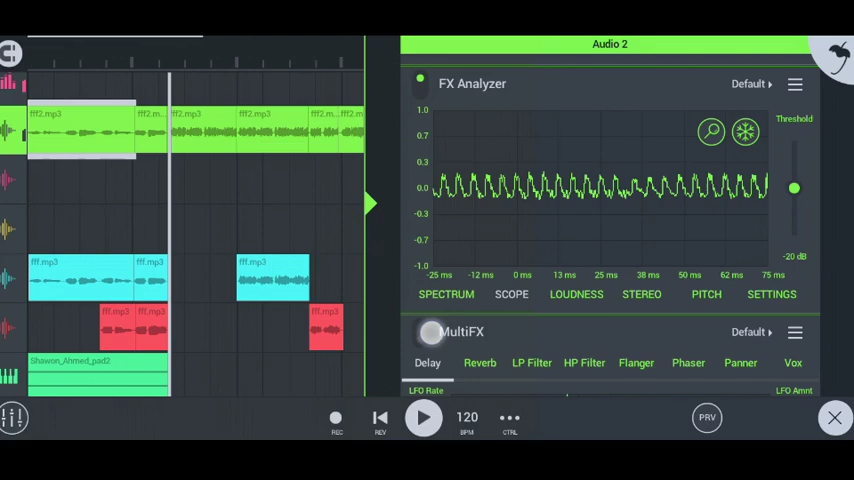 Audio 2
FX Analyzer
Default
1.0
0.7
0.3
0.0
-0.3
-0.7
-1.0
-25 ms
-12 ms
0 ms
13 ms
25 ms
38 ms
50 ms
62 ms
75 ms
Threshold
-20 dB
SPECTRUM
SCOPE
LOUDNESS
STEREO
PITCH
SETTINGS
MultiFX
Default
Delay
Reverb
LP Filter
HP Filter
Flanger
Phaser
Panner
Vox
LFO Rate
LFO Amnt
fff2.mp3
fff2.m...
fff2.mp3
fff2.mp3
fff2.m...
fff2.mp3
fff.mp3
fff.mp3
fff.mp3
fff.mp3
fff.mp3
fff.mp3
Shawon_Ahmed_pad2
REC
REV
120
BPM
CTRL
PRV